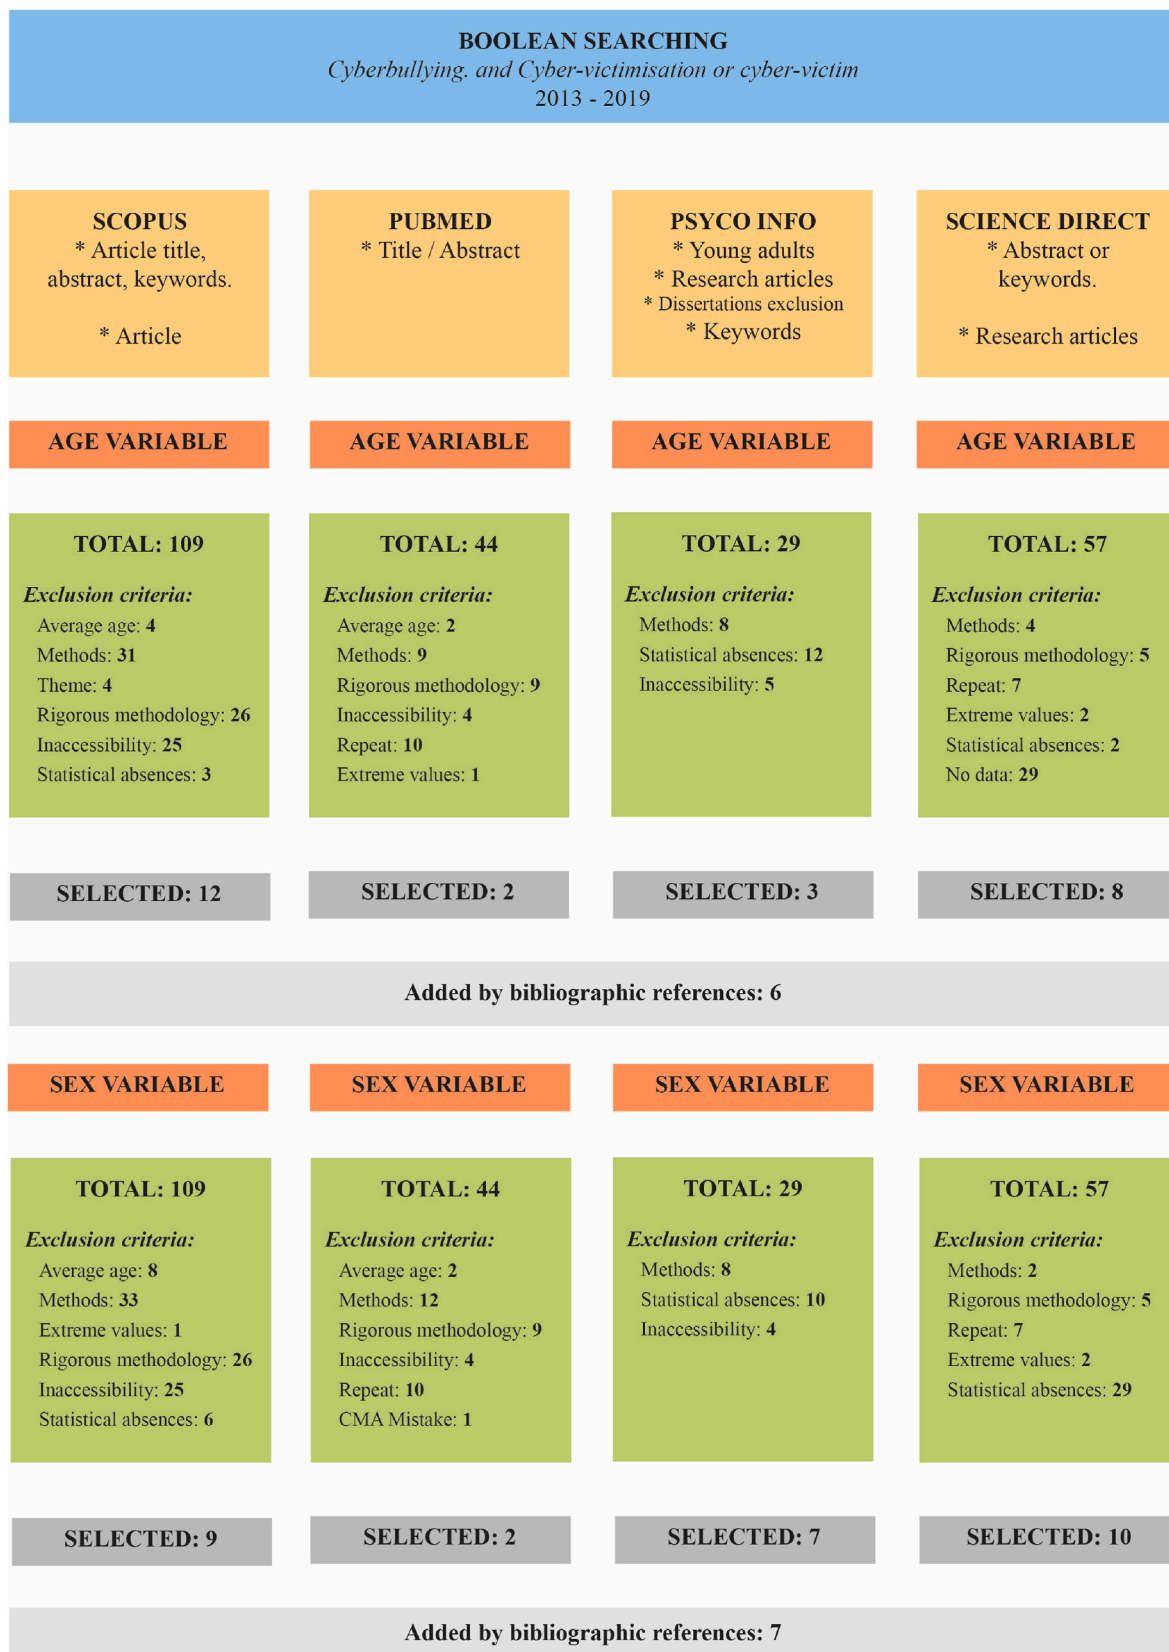 BOOLEAN SEARCHING
Cyberbullying. and Cyber-victimisation or cyber-victim
2013 - 2019
SCOPUS
* Article title,
abstract, keywords.
* Article
PUBMED
* Title / Abstract
PSYCO INFO
* Young adults
* Research articles
* Dissertations exclusion
* Keywords
SCIENCE DIRECT
* Abstract or
keywords.
* Research articles
AGE VARIABLE
AGE VARIABLE
AGE VARIABLE
AGE VARIABLE
TOTAL: 109
Exclusion criteria:
Average age: 4
Methods: 31
Theme: 4
Rigorous methodology: 26
Inaccessibility: 25
Statistical absences: 3
TOTAL: 44
Exclusion criteria:
Average age: 2
Methods: 9
Rigorous methodology: 9
Inaccessibility: 4
Repeat: 10
Extreme values: 1
TOTAL: 29
Exclusion criteria:
Methods: 8
Statistical absences: 12
Inaccessibility: 5
TOTAL: 57
Exclusion criteria:
Methods: 4
Rigorous methodology: 5
Repeat: 7
Extreme values: 2
Statistical absences: 2
No data: 29
SELECTED: 12
SELECTED: 2
SELECTED: 3
SELECTED: 8
Added by bibliographic references: 6
SEX VARIABLE
SEX VARIABLE
SEX VARIABLE
SEX VARIABLE
TOTAL: 109
Exclusion criteria:
Average age: 8
Methods: 33
Extreme values: 1
Rigorous methodology: 26
Inaccessibility: 25
Statistical absences: 6
TOTAL: 44
Exclusion criteria:
Average age: 2
Methods: 12
Rigorous methodology: 9
Inaccessibility: 4
Repeat: 10
CMA Mistake: 1
TOTAL: 29
Exclusion criteria:
Methods: 8
Statistical absences: 10
Inaccessibility: 4
TOTAL: 57
Exclusion criteria:
Methods: 2
Rigorous methodology: 5
Repeat: 7
Extreme values: 2
Statistical absences: 29
SELECTED: 9
SELECTED: 2
SELECTED: 7
SELECTED: 10
Added by bibliographic references: 7